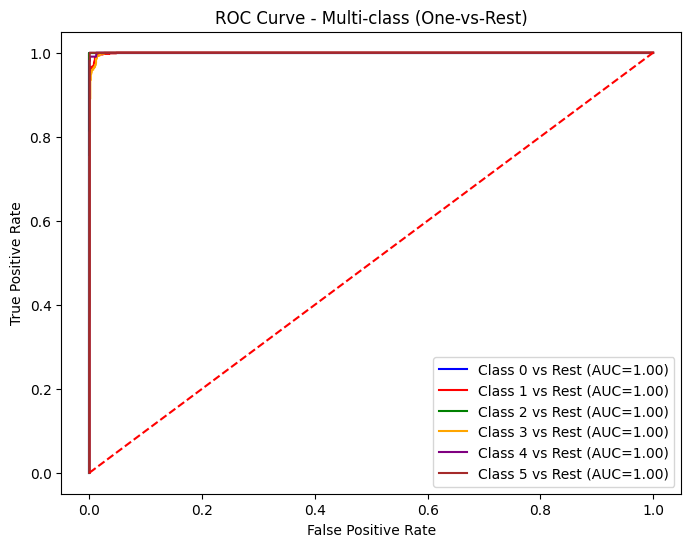 ROC Curve - Multi-class (One-vs-Rest)
True Positive Rate
1.0
0.8
0.6
0.4
0.2
0.0
Class 0 vs Rest (AUC=1.00)
Class 1 vs Rest (AUC=1.00)
Class 2 vs Rest (AUC=1.00)
Class 3 vs Rest (AUC=1.00)
Class 4 vs Rest (AUC=1.00)
Class 5 vs Rest (AUC=1.00)
0.0 0.2 0.4 0.6 0.8 1.0
False Positive Rate